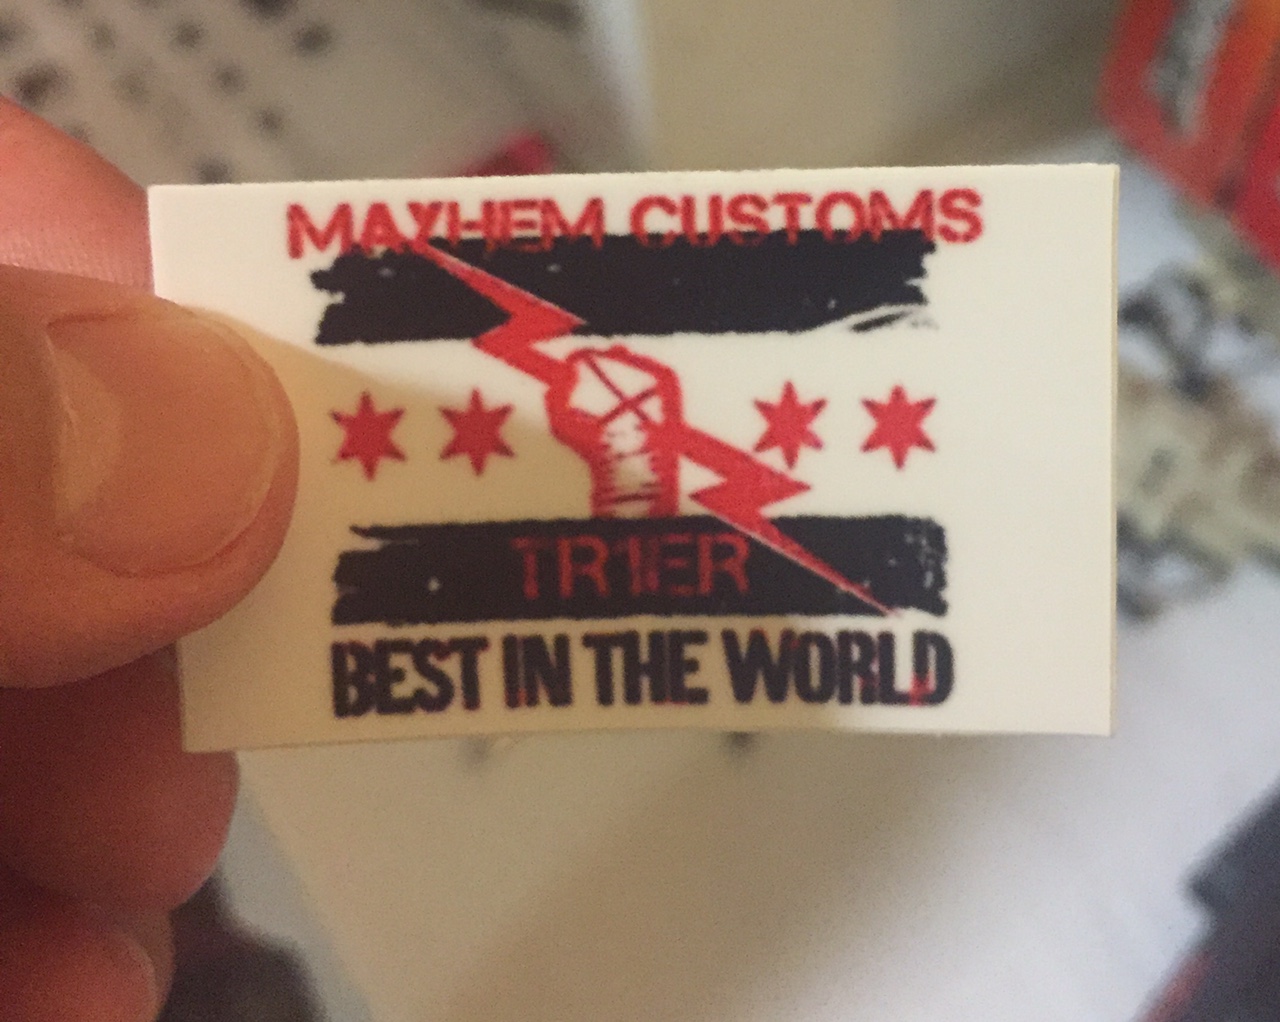 MAYHEM CUSTOMS
TR1ER
BEST IN THE WORLD